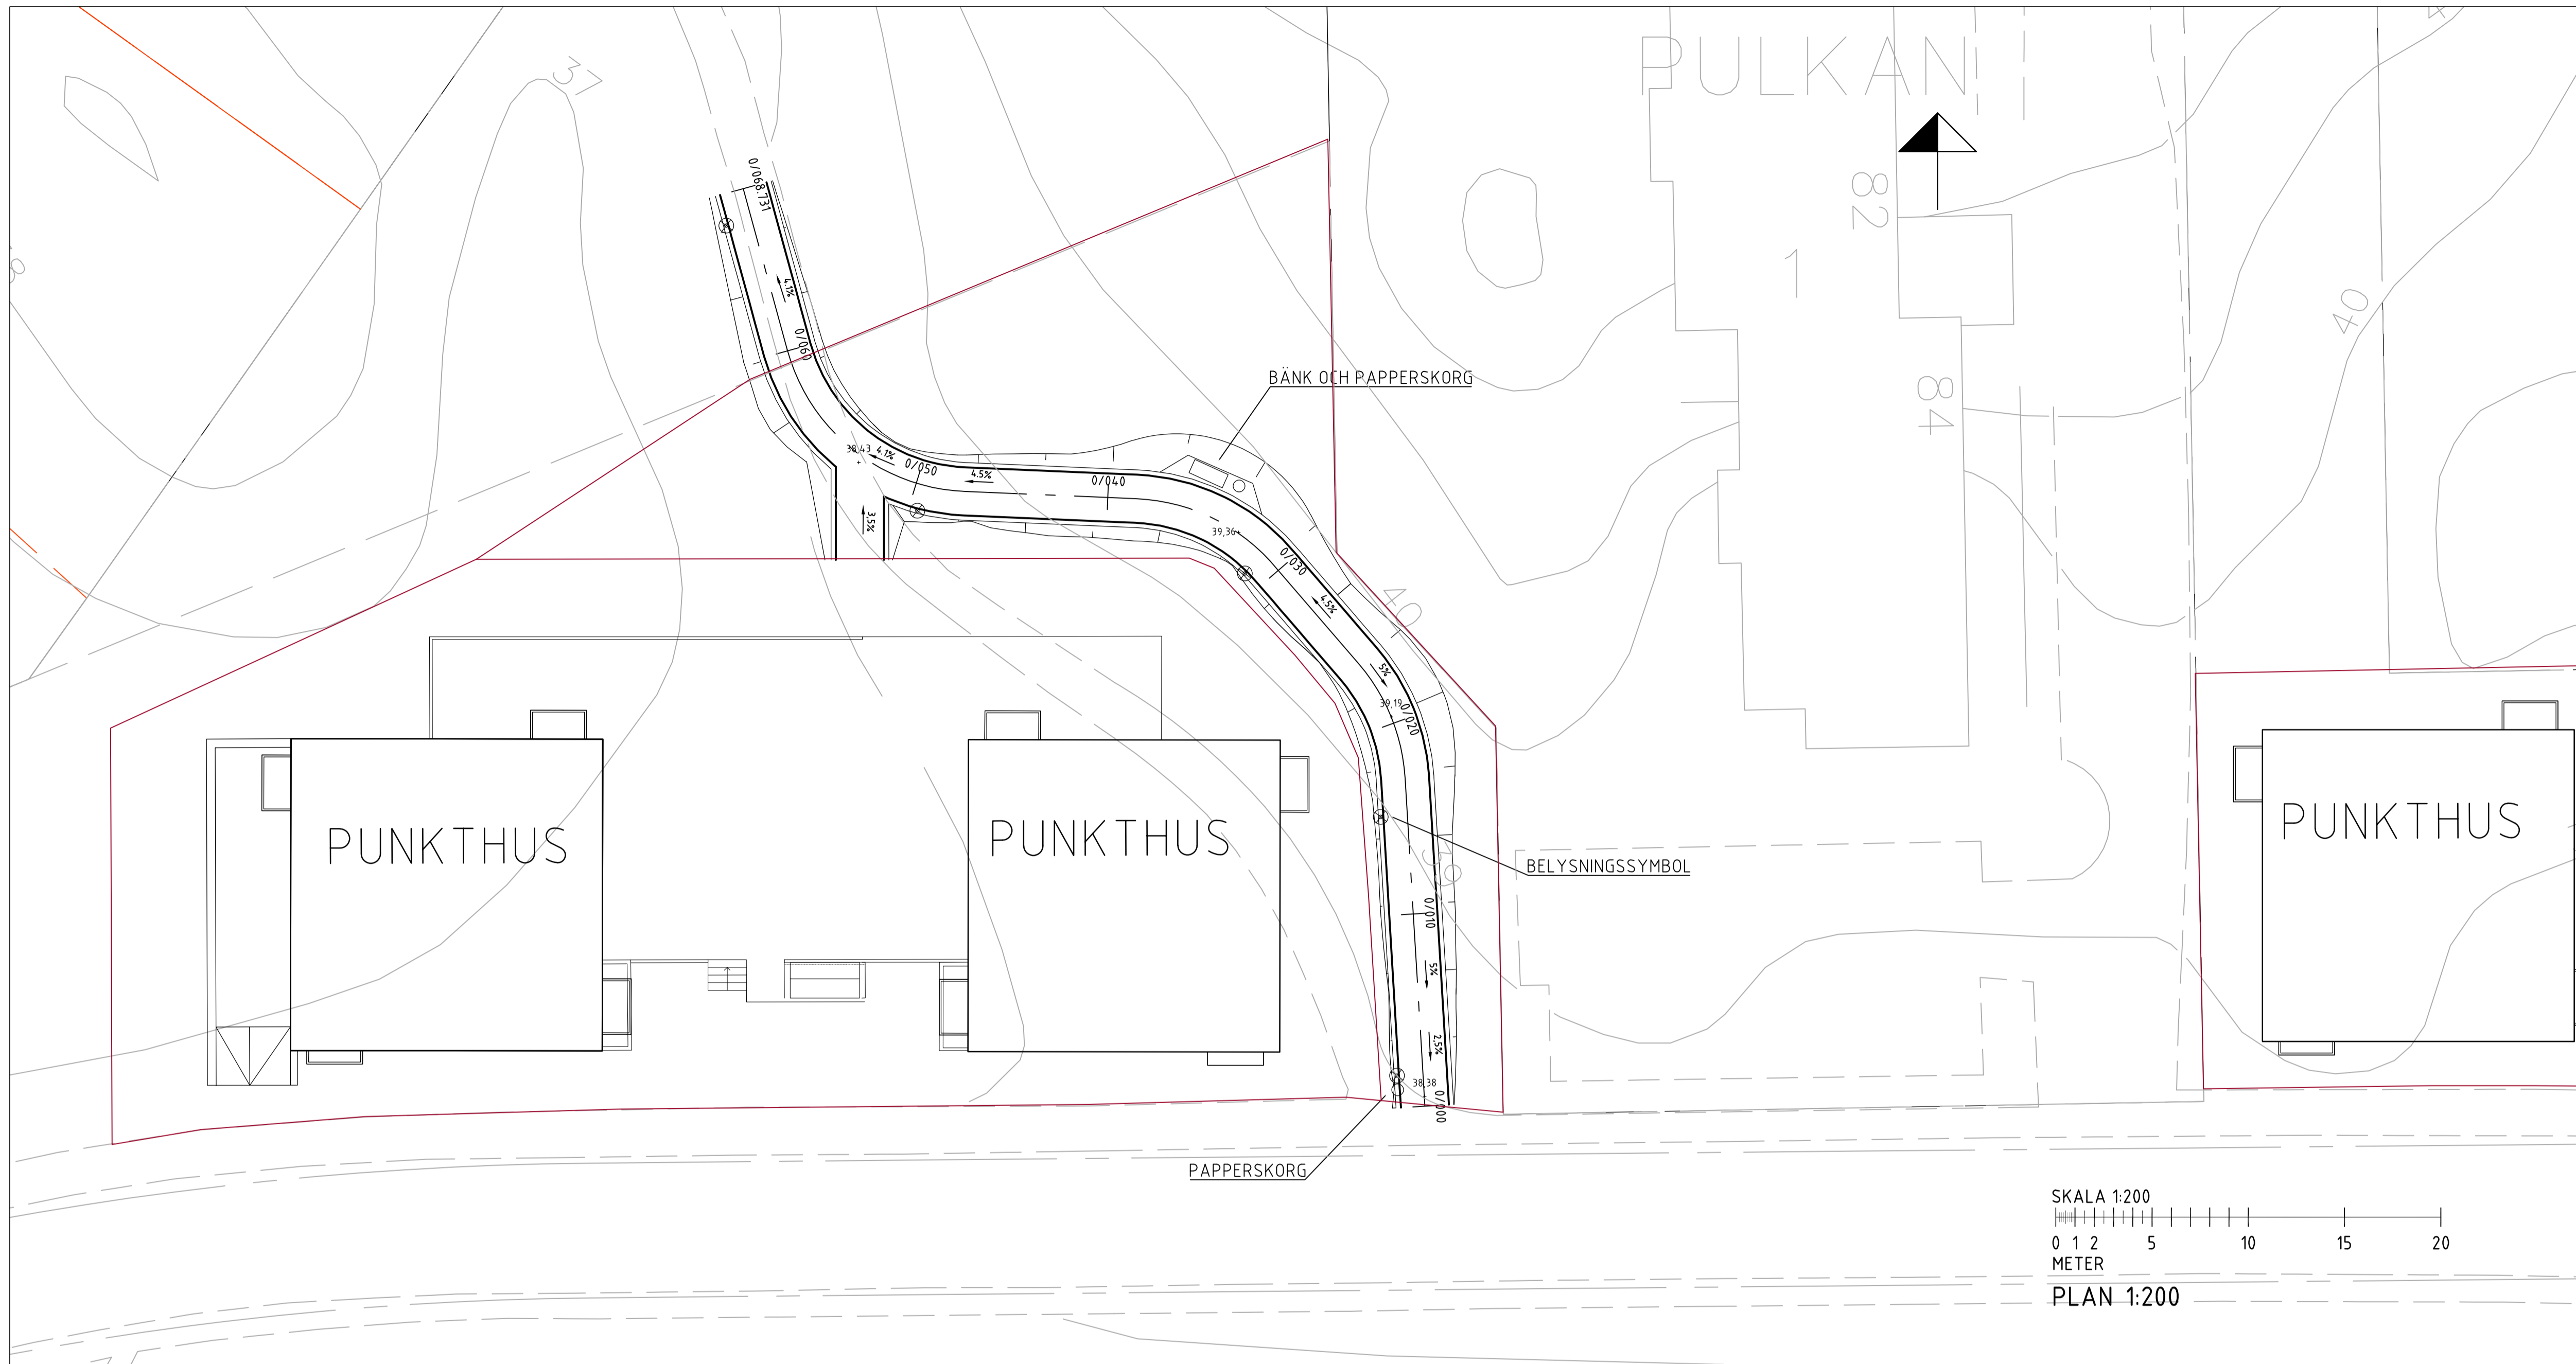 PULKAN
37
82
1
40
84
0/068.731
4.1%
0/060
BÄNK OCH PAPPERSKORG
38,43
4.1%
0/050
4.5%
0/040
3,5%
39,36
0/030
4.5%
40
5%
39,19
0/020
PUNKTHUS
PUNKTHUS
PUNKTHUS
BELYSNINGSSYMBOL
39
0/010
5%
2.5%
38,38
0/000
PAPPERSKORG
SKALA 1:200
0 1 2 5 10 15 20
METER
PLAN 1:200